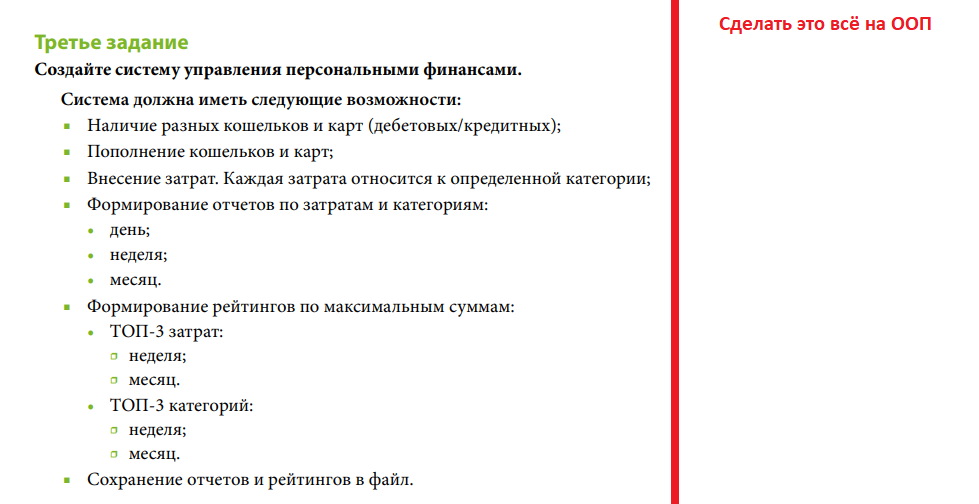 Третье задание
Создайте систему управления персональными финансами.
Система должна иметь следующие возможности:
Наличие разных кошельков и карт (дебетовых/кредитных);
Пополнение кошельков и карт;
Внесение затрат. Каждая затрата относится к определенной категории;
Формирование отчетов по затратам и категориям:
день;
неделя;
месяц.
Формирование рейтингов по максимальным суммам:
ТОП-3 затрат:
неделя;
месяц.
ТОП-3 категорий:
неделя;
месяц.
Сохранение отчетов и рейтингов в файл.
Сделать это всё на ООП